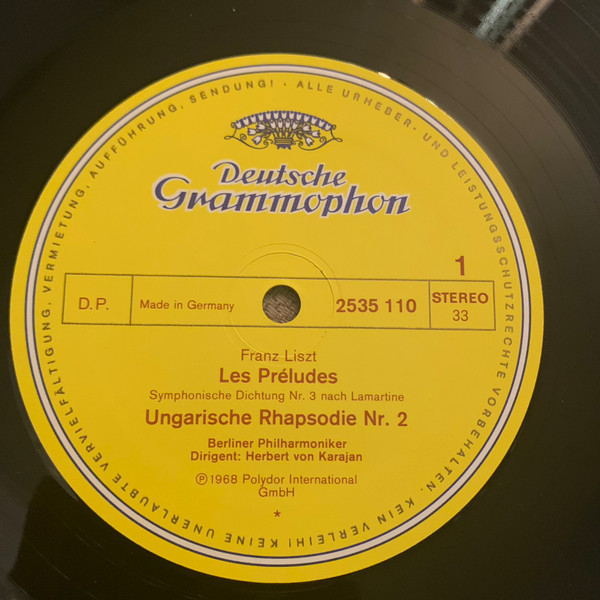 Deutsche
Grammophon
1
D.P.
Made in Germany
2535 110
STEREO
33
Franz Liszt
Les Préludes
Symphonische Dichtung Nr. 3 nach Lamartine
Ungarische Rhapsodie Nr. 2
Berliner Philharmoniker
Dirigent: Herbert von Karajan
Ⓟ 1968 Polydor International
GmbH
*
ALLE URHEBER- UND LEISTUNGSSCHUTZRECHTE VORBEHALTEN. KEIN VERLEIH! KEINE UNERLAUBTE VERVIELFÄLTIGUNG, VERMIETUNG, AUFFÜHRUNG, SENDUNG! ·